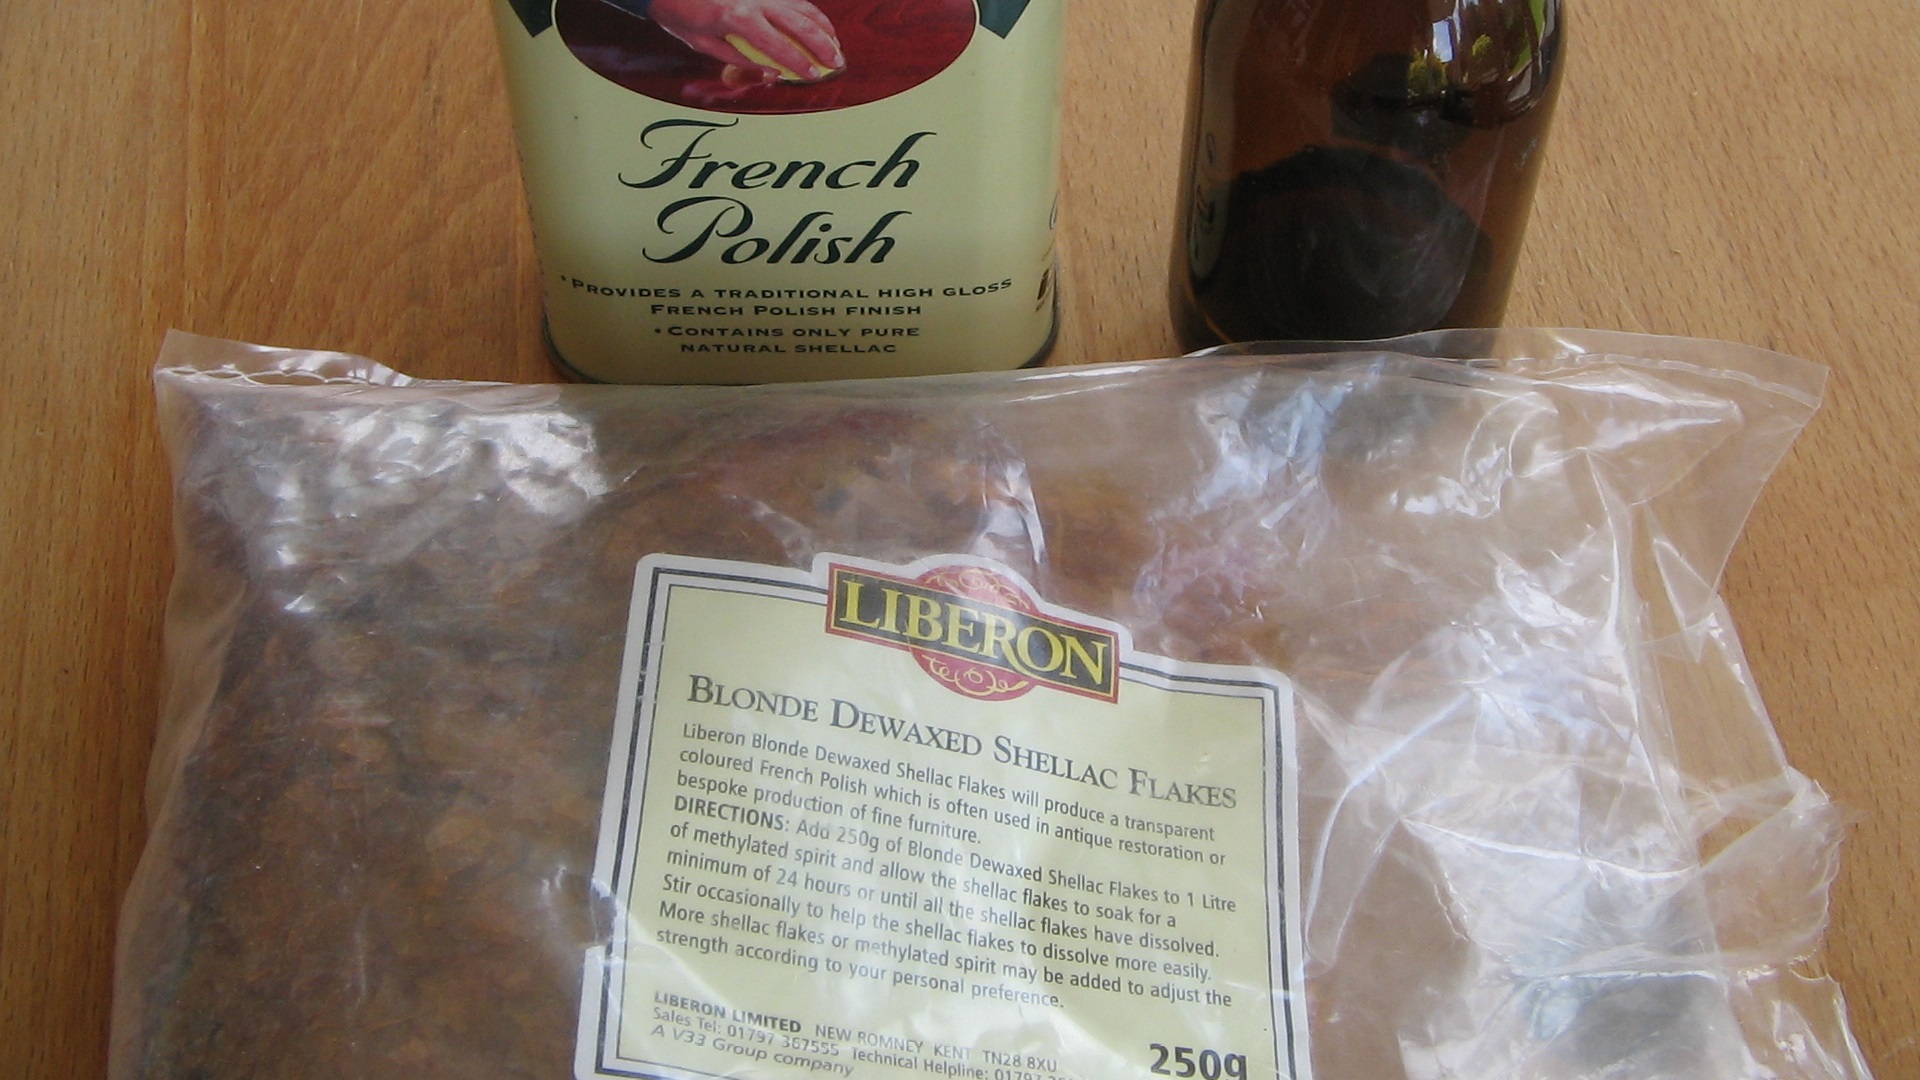 French
Polish
• PROVIDES A TRADITIONAL HIGH GLOSS
FRENCH POLISH FINISH
• CONTAINS ONLY PURE
NATURAL SHELLAC
LIBERON
BLONDE DEWAXED SHELLAC FLAKES
Liberon Blonde Dewaxed Shellac Flakes will produce a transparent
coloured French Polish which is often used in antique restoration or
bespoke production of fine furniture.
DIRECTIONS: Add 250g of Blonde Dewaxed Shellac Flakes to 1 Litre
of methylated spirit and allow the shellac flakes to soak for a
minimum of 24 hours or until all the shellac flakes have dissolved.
Stir occasionally to help the shellac flakes to dissolve more easily.
More shellac flakes or methylated spirit may be added to adjust the
strength according to your personal preference.
LIBERON LIMITED NEW ROMNEY KENT TN28 8XU
Sales Tel: 01797 367555 Technical Helpline: 01797
A V33 Group company
250g